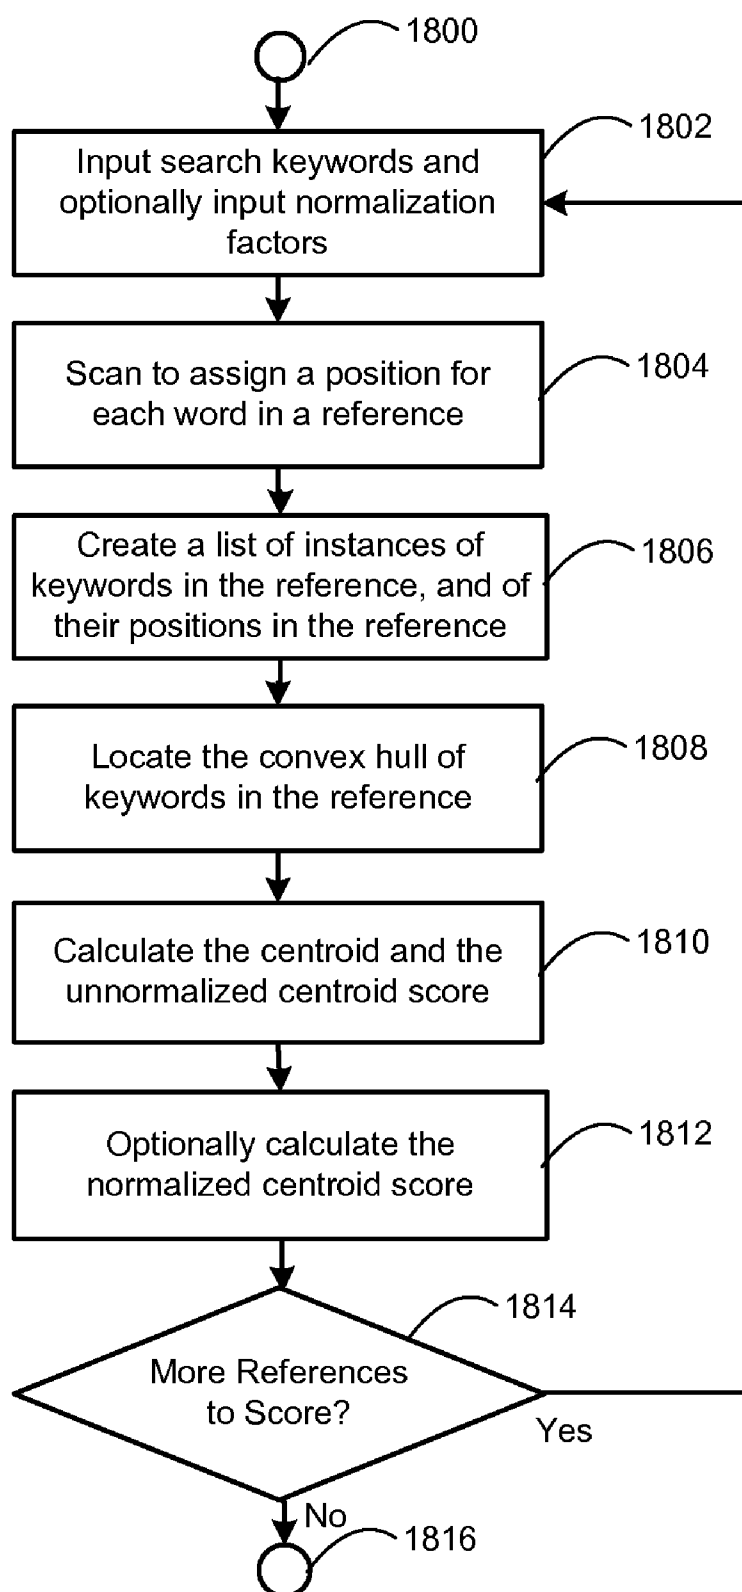 1800
1802
Input search keywords and
optionally input normalization
factors
1804
Scan to assign a position for
each word in a reference
1806
Create a list of instances of
keywords in the reference, and of
their positions in the reference
1808
Locate the convex hull of
keywords in the reference
1810
Calculate the centroid and the
unnormalized centroid score
1812
Optionally calculate the
normalized centroid score
1814
More References
to Score?
Yes
No
1816